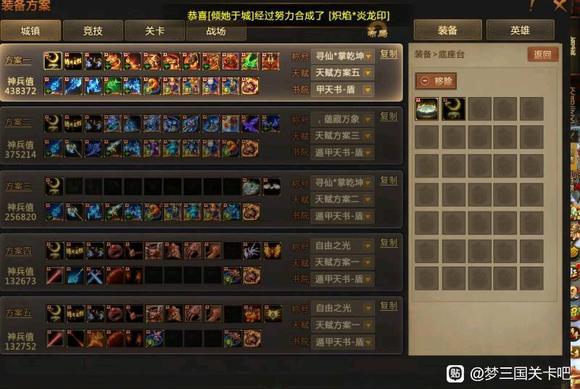 装备方案
恭喜[倾她于城]经过努力合成了 [炽焰*炎龙印]
城镇
竞技
关卡
战场
装备
英雄
方案一
神兵值
438372
称号
寻仙*掌乾坤
复制
天赋
天赋方案五
书院
甲天书-盾
方案二
神兵值
375214
称号
，蕴藏万象
复制
天赋
天赋方案三
书院
遁甲天书-盾
方案三
神兵值
256820
称号
寻仙*掌乾坤
复制
天赋
天赋方案二
书院
遁甲天书-盾
方案四
神兵值
132673
称号
自由之光
复制
天赋
天赋方案一
书院
遁甲天书-盾
方案五
神兵值
132752
称号
自由之光
复制
天赋
天赋方案一
书院
遁甲天书-盾
装备>底座台
返回
移除
贴 @梦三国关卡吧